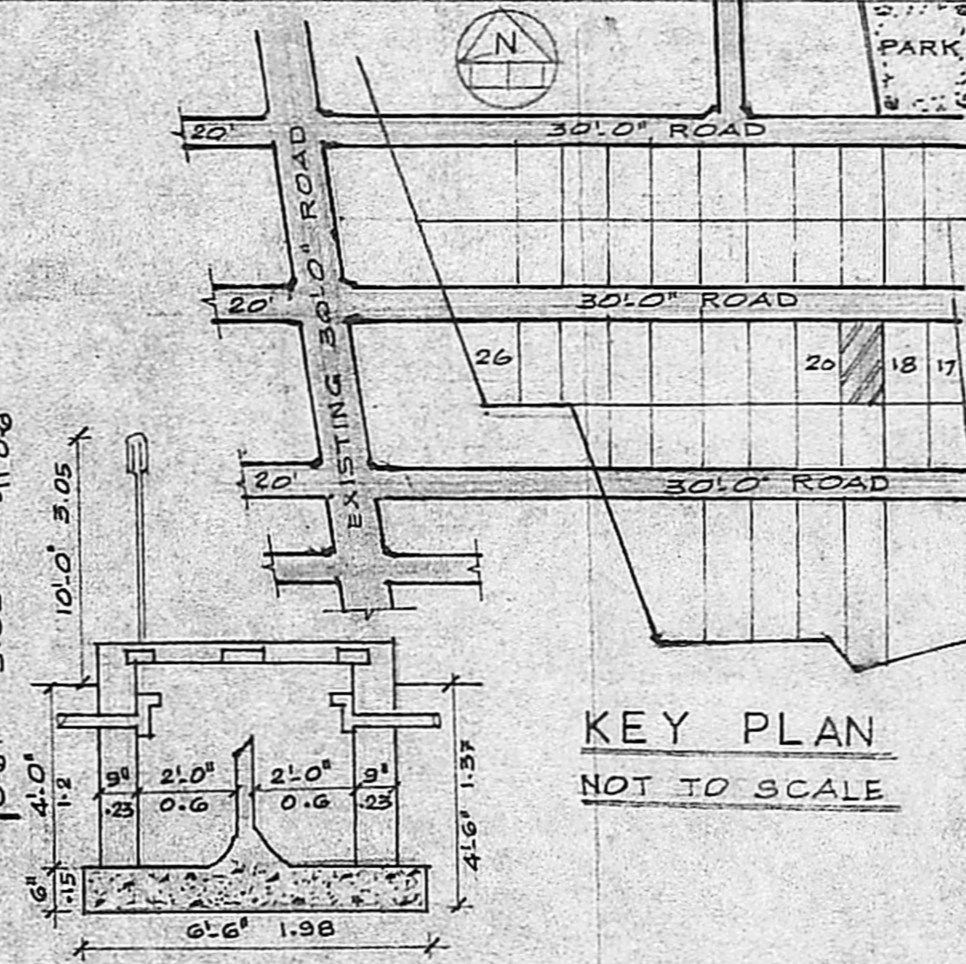 N
PARK
20'
30'-0" ROAD
EXISTING 30'-0" ROAD
20'
30'-0" ROAD
26
20
18
17
20'
30'-0" ROAD
10'-0" 3.05
KEY PLAN
NOT TO SCALE
9" 2'-0" 2'-0" 9"
.23 0.6 0.6 .23
4'-0"
1.2
4'-6" 1.37
6"
.15
6'-6" 1.98